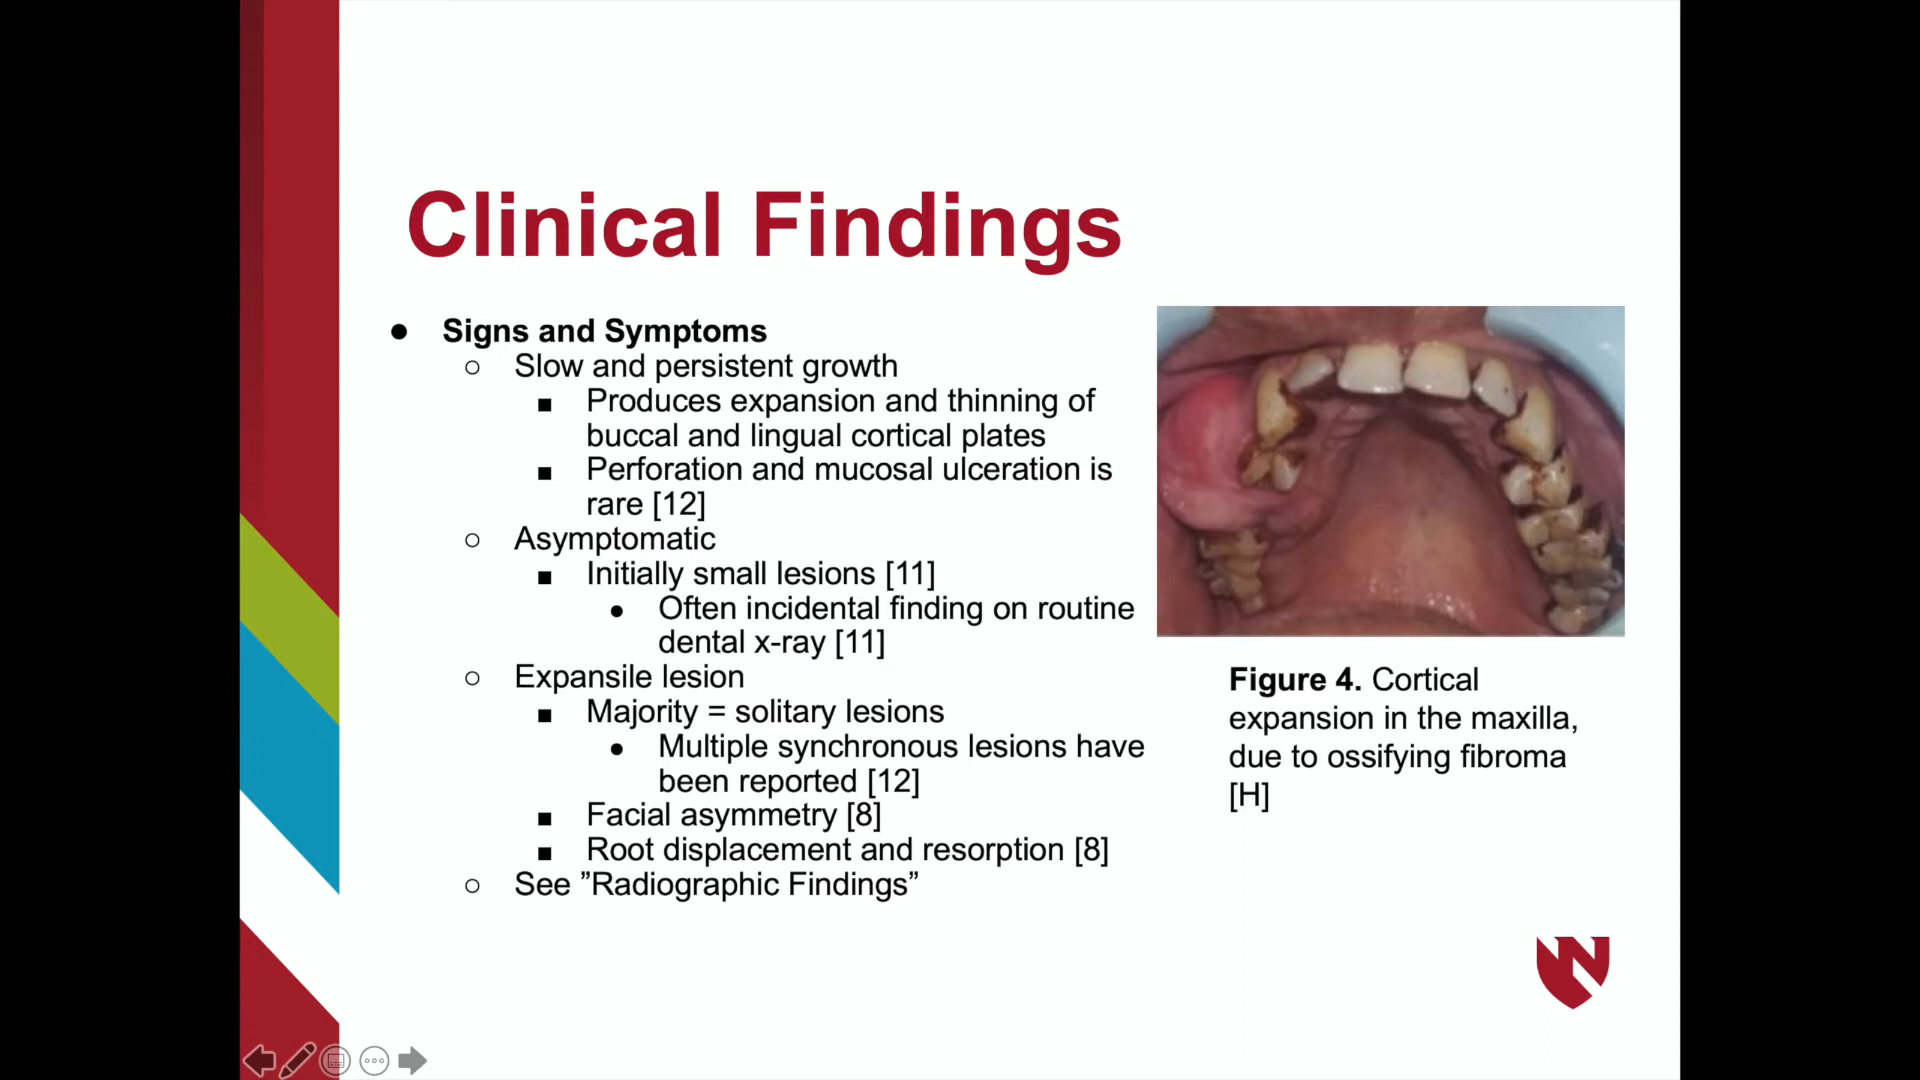 Clinical Findings
● Signs and Symptoms
○ Slow and persistent growth
■ Produces expansion and thinning of
buccal and lingual cortical plates
■ Perforation and mucosal ulceration is
rare [12]
○ Asymptomatic
■ Initially small lesions [11]
● Often incidental finding on routine
dental x-ray [11]
○ Expansile lesion
■ Majority = solitary lesions
● Multiple synchronous lesions have
been reported [12]
■ Facial asymmetry [8]
■ Root displacement and resorption [8]
○ See ”Radiographic Findings”
Figure 4. Cortical
expansion in the maxilla,
due to ossifying fibroma
[H]
N